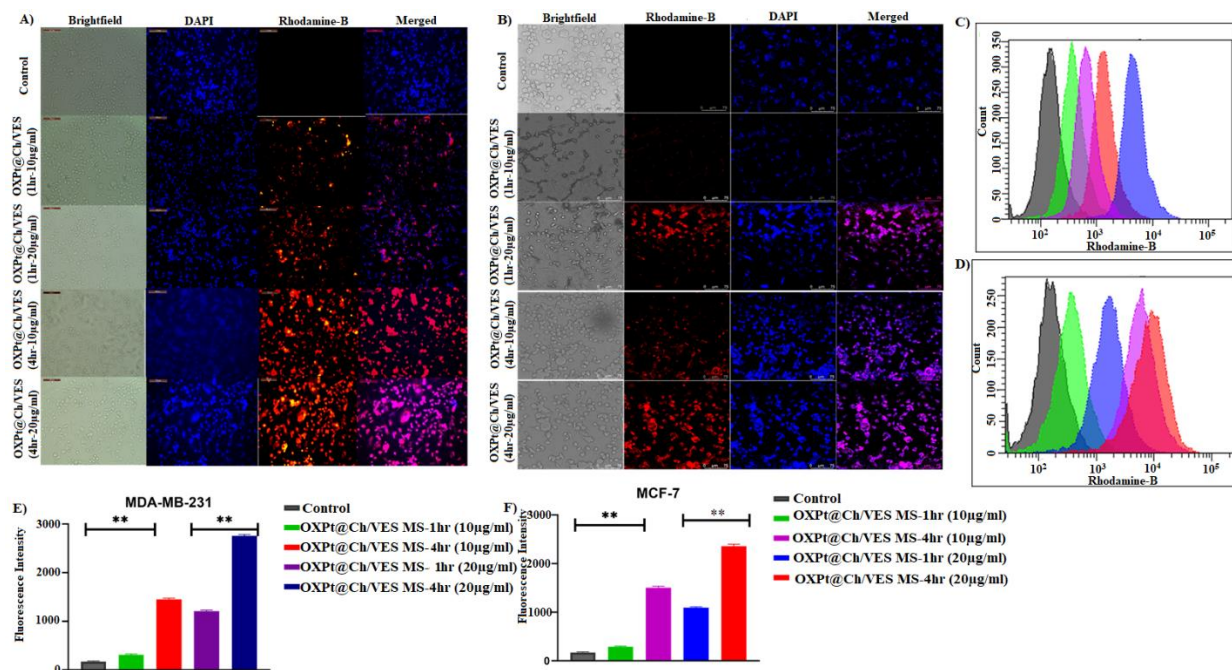 A)
Brightfield DAPI Rhodamine-B Merged
Control
OXPt@Ch/VES
(1hr-10µg/ml)
OXPt@Ch/VES
(1hr-20µg/ml)
OXPt@Ch/VES
(4hr-10µg/ml)
OXPt@Ch/VES
(4hr-20µg/ml)
B)
Brightfield Rhodamine-B DAPI Merged
Control
OXPt@Ch/VES
(1hr-10µg/ml)
OXPt@Ch/VES
(1hr-20µg/ml)
OXPt@Ch/VES
(4hr-10µg/ml)
OXPt@Ch/VES
(4hr-20µg/ml)
C)
Count
350
300
250
200
150
100
50
0
10² 10³ 10⁴ 10⁵
Rhodamine-B
D)
Count
250
200
150
100
50
0
10² 10³ 10⁴ 10⁵
Rhodamine-B
E)
MDA-MB-231
Fluorescence Intensity
3000
2000
1000
0
** **
Control
OXPt@Ch/VES MS-1hr (10µg/ml)
OXPt@Ch/VES MS-4hr (10µg/ml)
OXPt@Ch/VES MS- 1hr (20µg/ml)
OXPt@Ch/VES MS-4hr (20µg/ml)
F)
MCF-7
Fluorescence Intensity
3000
2000
1000
0
** **
Control
OXPt@Ch/VES MS-1hr (10µg/ml)
OXPt@Ch/VES MS-4hr (10µg/ml)
OXPt@Ch/VES MS-1hr (20µg/ml)
OXPt@Ch/VES MS-4hr (20µg/ml)